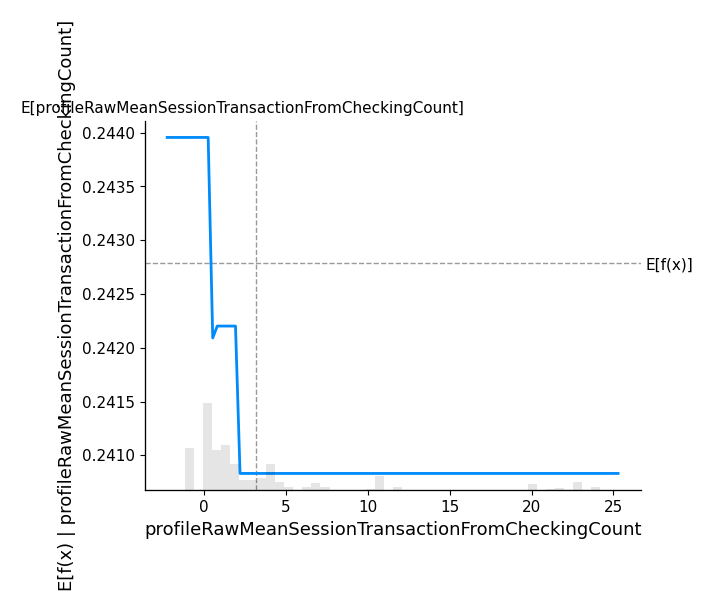 E[profileRawMeanSessionTransactionFromCheckingCount]
E[f(x) | profileRawMeanSessionTransactionFromCheckingCount]
0.2440
0.2435
0.2430
0.2425
0.2420
0.2415
0.2410
E[f(x)]
0 5 10 15 20 25
profileRawMeanSessionTransactionFromCheckingCount